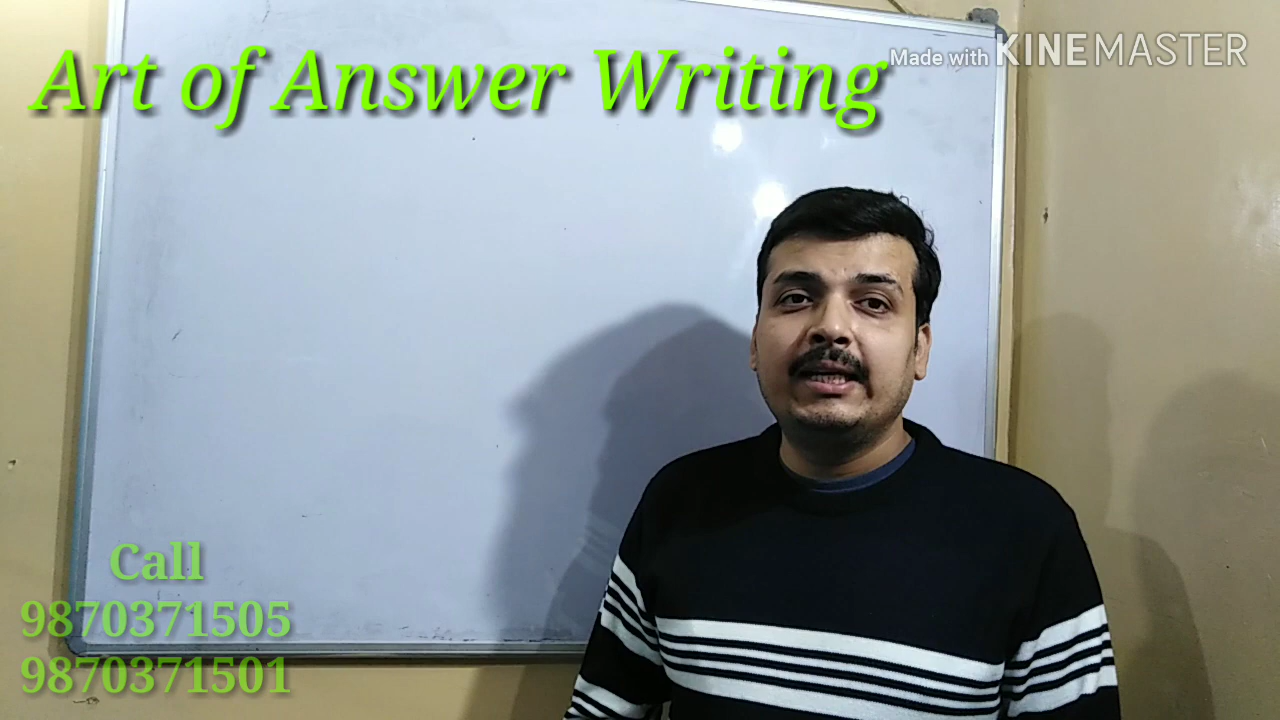 Art of Answer Writing
Made with KINEMASTER
Call
9870371505
9870371501